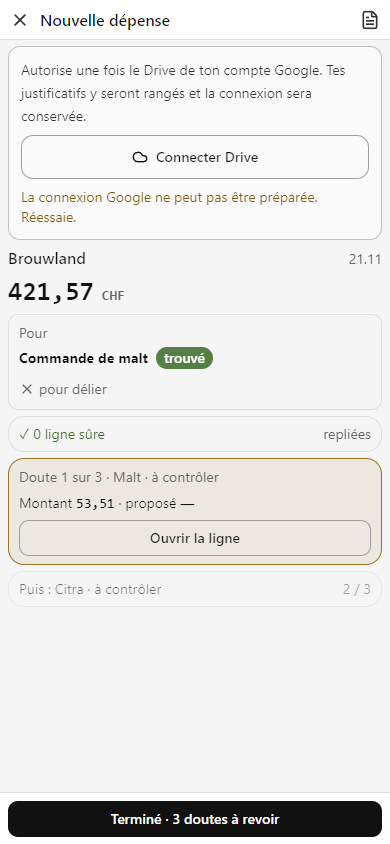 Nouvelle dépense
Autorise une fois le Drive de ton compte Google. Tes
justificatifs y seront rangés et la connexion sera
conservée.
Connecter Drive
La connexion Google ne peut pas être préparée.
Réessaie.
Brouwland 21.11
421,57 CHF
Pour
Commande de malt trouvé
× pour délier
✓ 0 ligne sûre repliées
Doute 1 sur 3 · Malt · à contrôler
Montant 53,51 · proposé —
Ouvrir la ligne
Puis : Citra · à contrôler 2 / 3
Terminé · 3 doutes à revoir